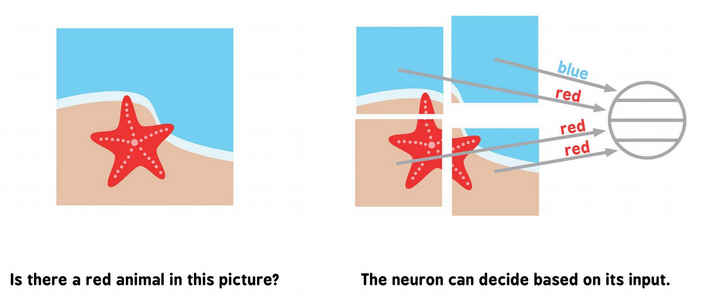 blue
red
red
red
Is there a red animal in this picture?
The neuron can decide based on its input.